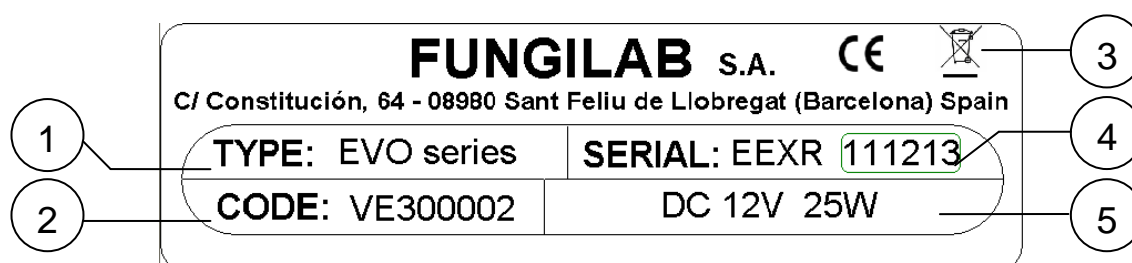 FUNGILAB S.A. CE
C/ Constitución, 64 - 08980 Sant Feliu de Llobregat (Barcelona) Spain
TYPE: EVO series SERIAL: EEXR 111213
CODE: VE300002 DC 12V 25W
1
2
3
4
5